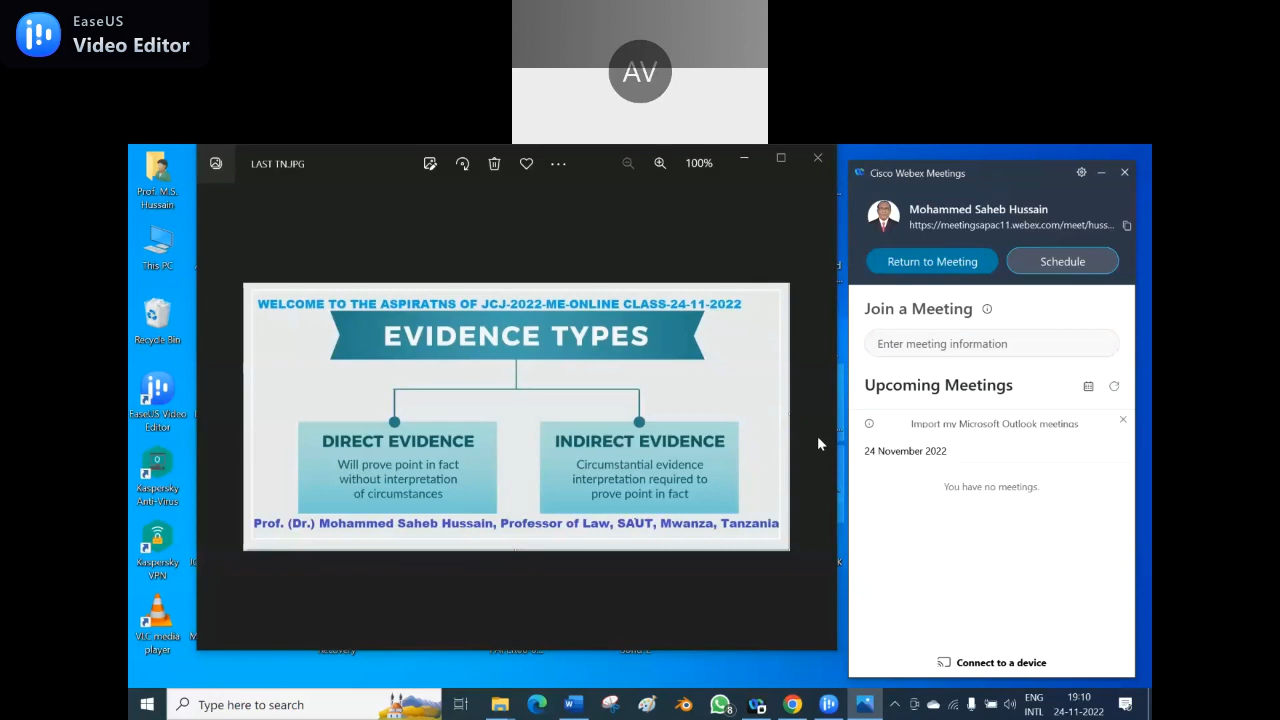 EaseUS
Video Editor
AV
LAST TN.JPG
100%
Cisco Webex Meetings
Mohammed Saheb Hussain
https://meetingsapac11.webex.com/meet/huss...
Return to Meeting
Schedule
Join a Meeting
Enter meeting information
Upcoming Meetings
Import my Microsoft Outlook meetings
24 November 2022
You have no meetings.
Connect to a device
Prof. M.S.
Hussain
This PC
Recycle Bin
EaseUS Video
Editor
Kaspersky
Anti-Virus
Kaspersky
VPN
VLC media
player
WELCOME TO THE ASPIRATNS OF JCJ-2022-ME-ONLINE CLASS-24-11-2022
EVIDENCE TYPES
DIRECT EVIDENCE
Will prove point in fact
without interpretation
of circumstances
INDIRECT EVIDENCE
Circumstantial evidence
interpretation required to
prove point in fact
Prof. (Dr.) Mohammed Saheb Hussain, Professor of Law, SAUT, Mwanza, Tanzania
Type here to search
8
ENG
INTL
19:10
24-11-2022